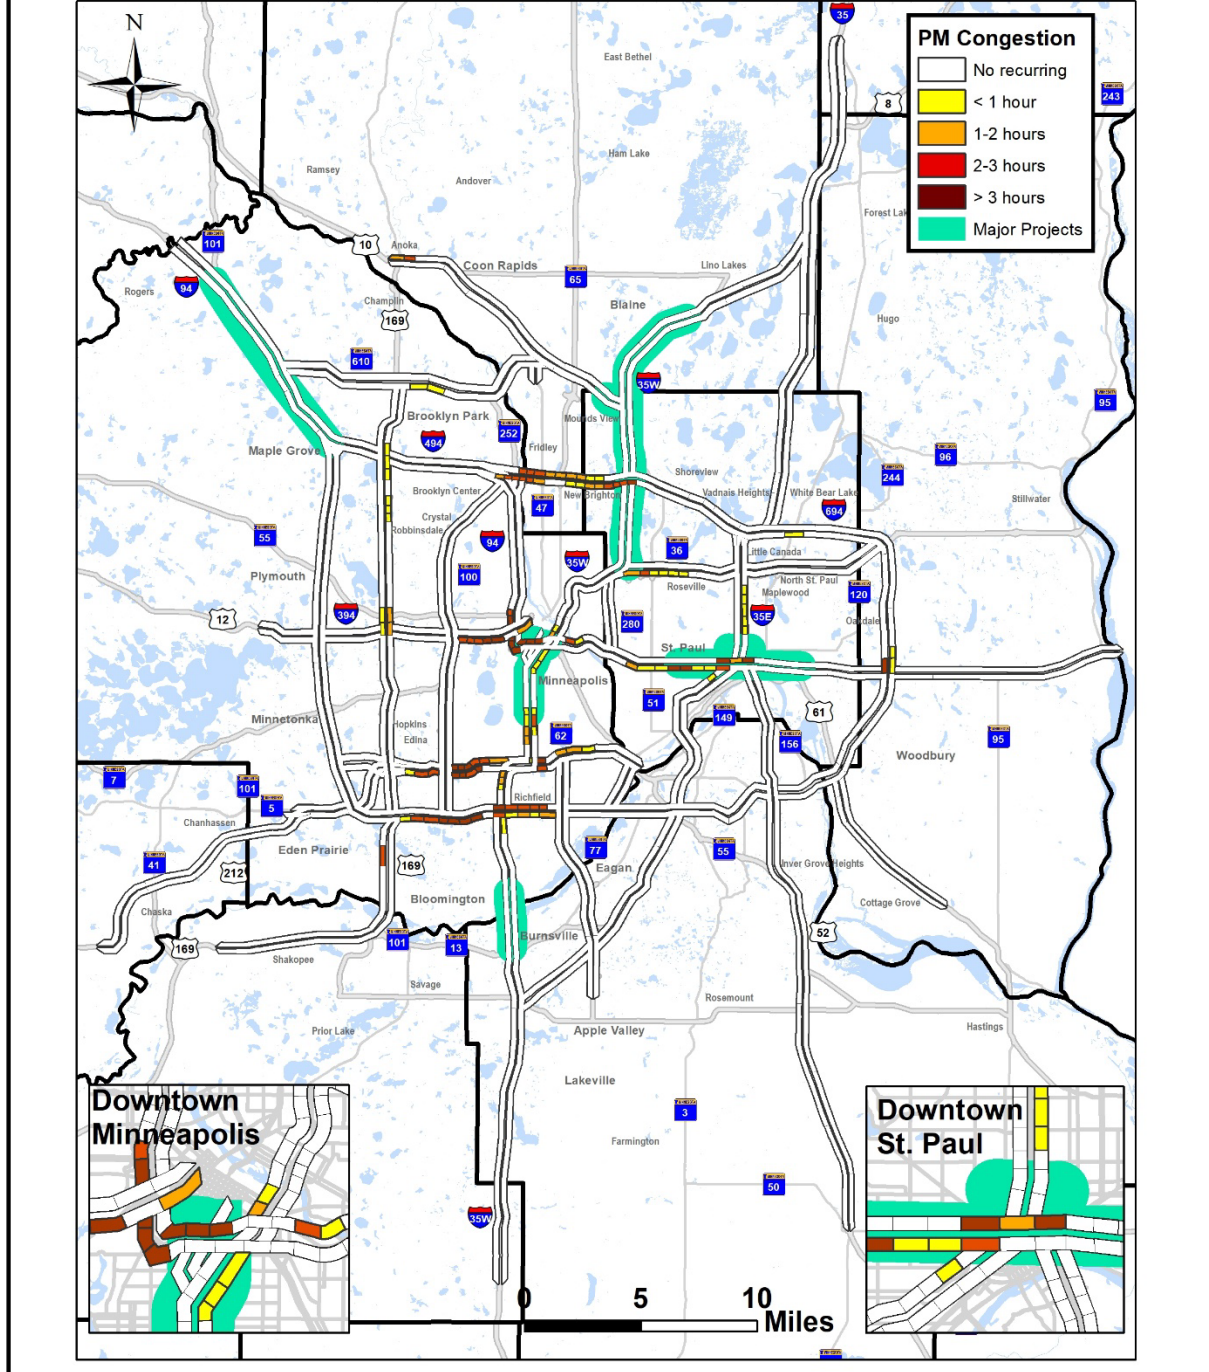 N
35
PM Congestion
No recurring
< 1 hour
1-2 hours
2-3 hours
> 3 hours
Major Projects
East Bethel
8
243
Ham Lake
Ramsey
Andover
Forest Lak
101
10
Anoka
Coon Rapids
65
Lino Lakes
94
Rogers
Champlin
Blaine
169
Hugo
610
35W
95
Brooklyn Park
Mounds View
252
494
Fridley
96
Maple Grove
Shoreview
244
Brooklyn Center
New Brighton
Vadnais Heights
White Bear Lake
Stillwater
47
694
Crystal
Robbinsdale
55
94
36
Little Canada
35W
Plymouth
100
Roseville
North St. Paul
Maplewood
120
12
394
280
35E
Oakdale
St. Paul
Minneapolis
51
149
61
Minnetonka
Hopkins
Edina
62
156
95
Woodbury
7
101
5
Richfield
Chanhassen
Eden Prairie
77
55
41
212
169
Eagan
Inver Grove Heights
Chaska
Bloomington
Cottage Grove
169
101
13
Burnsville
52
Shakopee
Savage
Rosemount
Prior Lake
Apple Valley
Hastings
Lakeville
Downtown
Minneapolis
3
Downtown
St. Paul
Farmington
50
35W
0 5 10
Miles